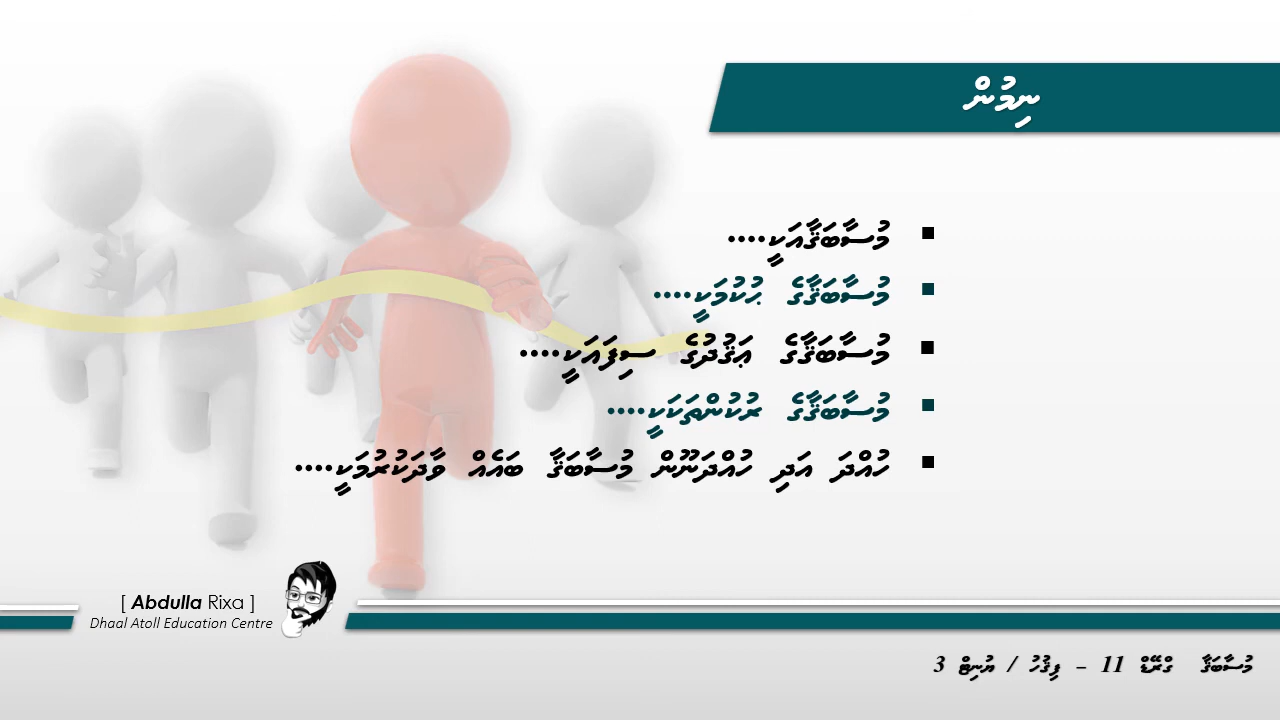 ނިމުން
▪ މުސާބަޤާއަކީ....
▪ މުސާބަޤާގެ ޙުކުމަކީ....
▪ މުސާބަޤާގެ ޢަޤުދުގެ ސިފައަކީ....
▪ މުސާބަޤާގެ ރުކުންތަކަކީ....
▪ ހުއްދަ އަދި ހުއްދަނޫން މުސާބަޤާ ބައެއް ވާދަކުރުމަކީ....
[ Abdulla Rixa ]
Dhaal Atoll Education Centre
މުސާބަޤާ ގްރޭޑް 11 – ފިޤުހު / ޔުނިޓް 3